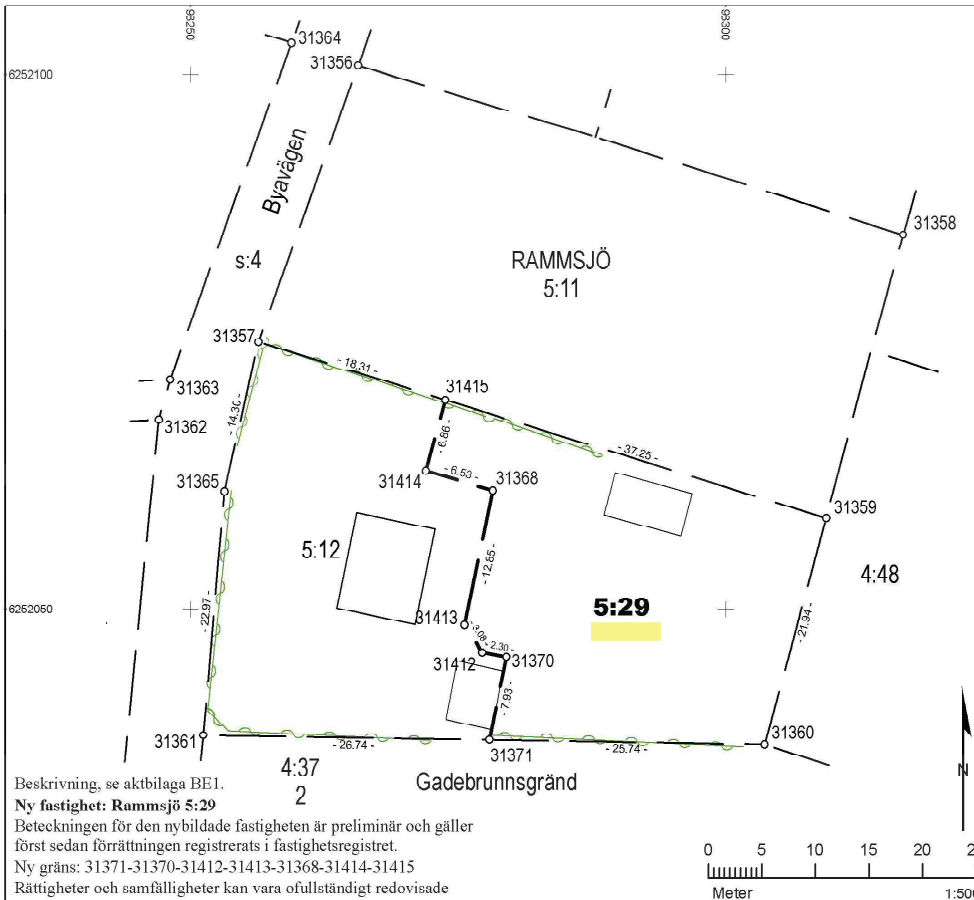 98250
98300
31364
31356
6252100
Byavägen
31358
s:4
RAMMSJÖ
5:11
31357
- 18.31 -
31415
31363
- 14.30 -
31362
- 6.86 -
- 37.25 -
31365
31414
- 6.53 -
31368
31359
5:12
- 12.85 -
4:48
6252050
- 22.97 -
31413
5:29
- 21.94 -
- 3.08 -
- 2.30 -
31412
31370
- 7.93 -
31361
- 26.74 -
31371
- 25.74 -
31360
4:37
2
Gadebrunnsgränd
N
Beskrivning, se aktbilaga BE1.
Ny fastighet: Rammsjö 5:29
Beteckningen för den nybildade fastigheten är preliminär och gäller
först sedan förrättningen registrerats i fastighetsregistret.
Ny gräns: 31371-31370-31412-31413-31368-31414-31415
Rättigheter och samfälligheter kan vara ofullständigt redovisade
0 5 10 15 20
Meter